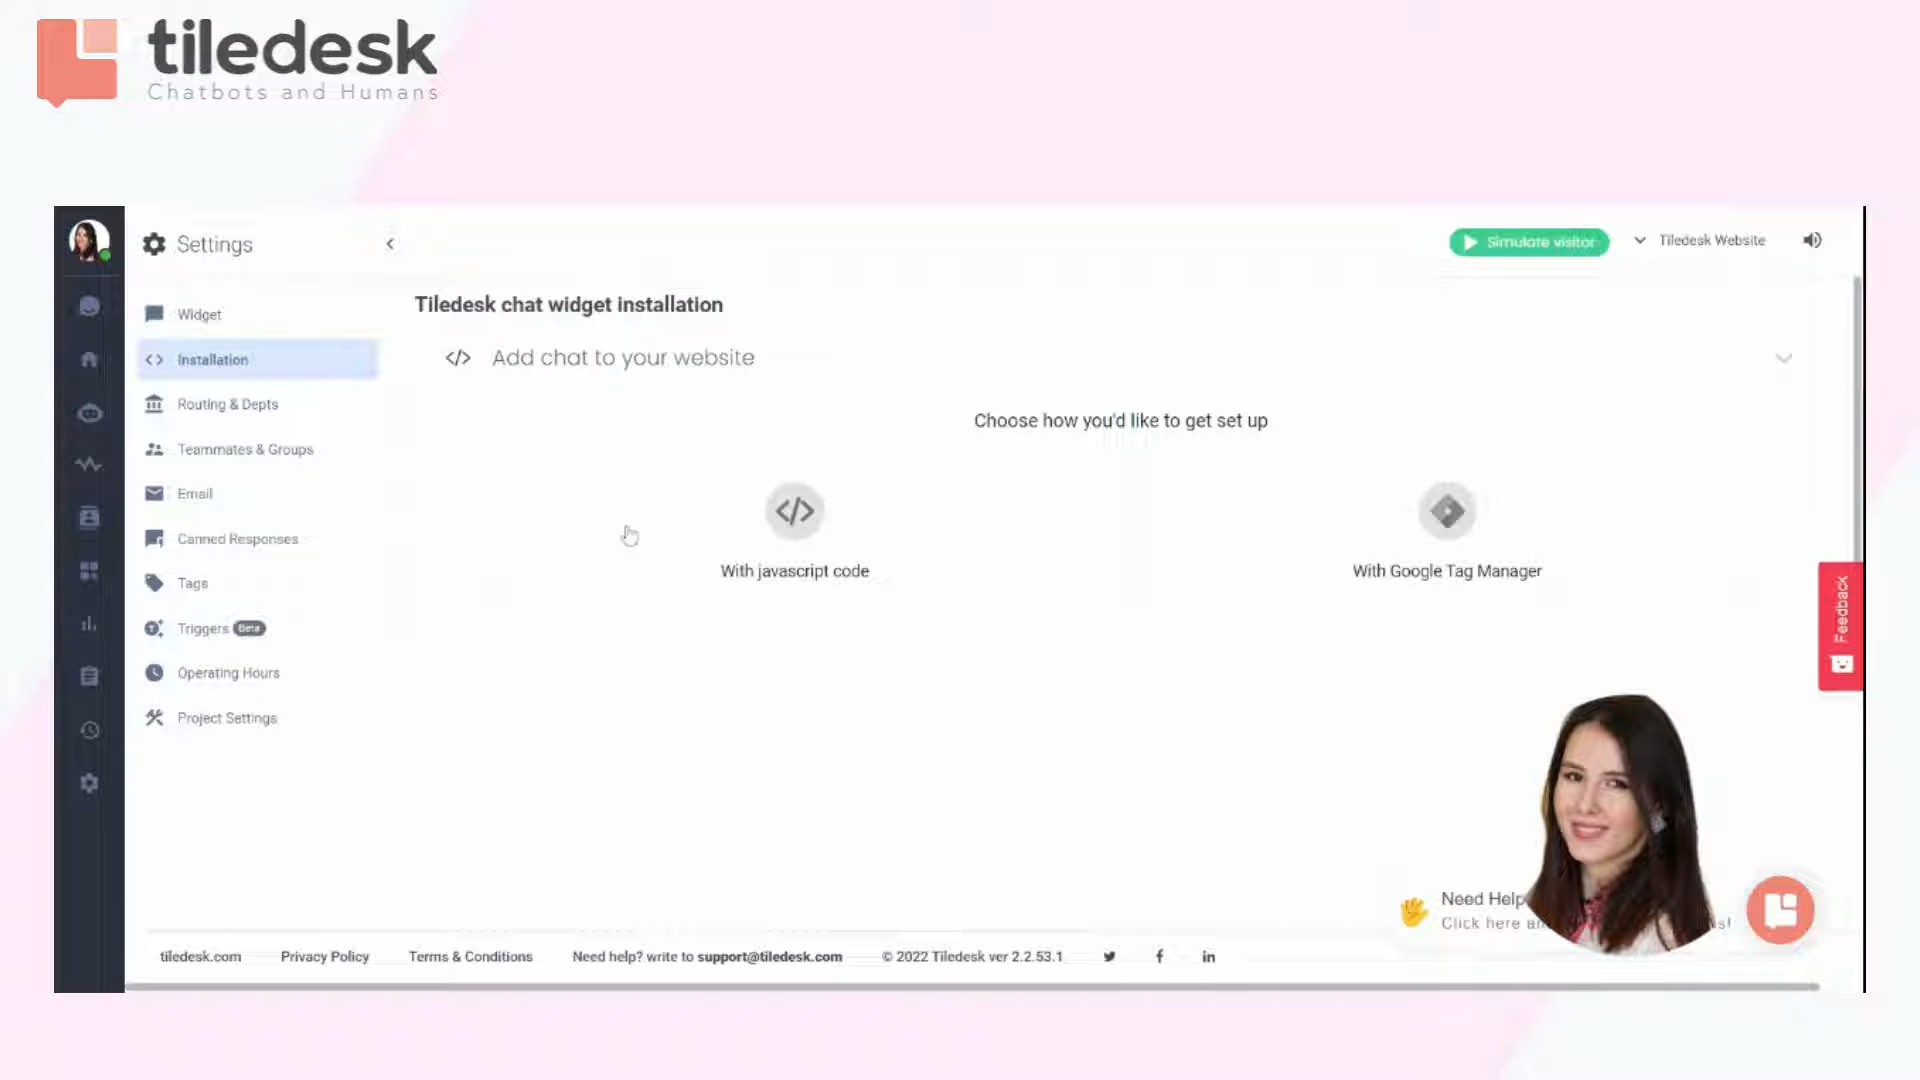 tiledesk
Chatbots and Humans
Settings
Simulate visitor
Tiledesk Website
Widget
Installation
Routing & Depts
Teammates & Groups
Email
Canned Responses
Tags
Triggers Beta
Operating Hours
Project Settings
Tiledesk chat widget installation
</> Add chat to your website
Choose how you'd like to get set up
</>
With javascript code
With Google Tag Manager
Feedback
Need Help
Click here
tiledesk.com
Privacy Policy
Terms & Conditions
Need help? write to support@tiledesk.com
© 2022 Tiledesk ver 2.2.53.1